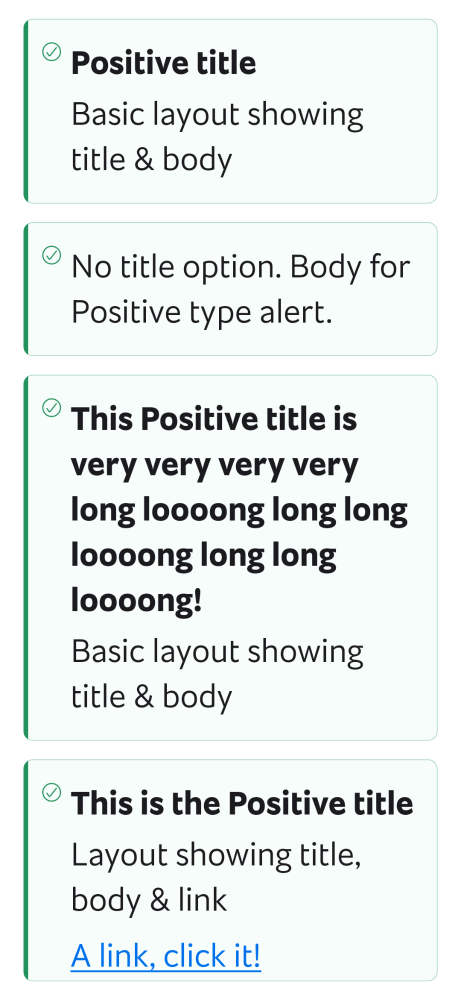 Positive title
Basic layout showing
title & body
No title option. Body for
Positive type alert.
This Positive title is
very very very very
long loooong long long
loooong long long
loooong!
Basic layout showing
title & body
This is the Positive title
Layout showing title,
body & link
A link, click it!